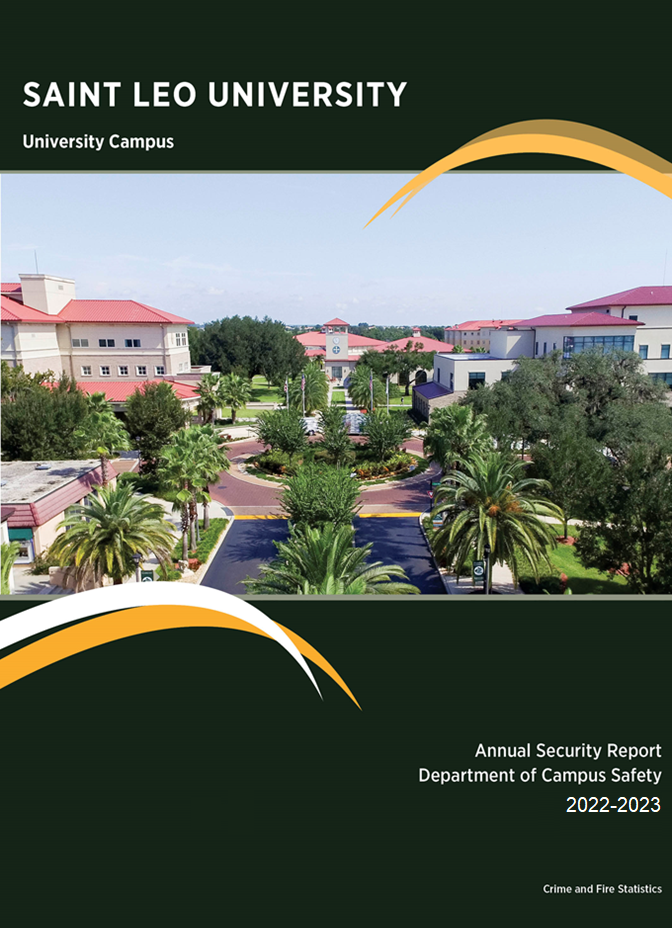 SAINT LEO UNIVERSITY
University Campus
Annual Security Report
Department of Campus Safety
2022-2023
Crime and Fire Statistics